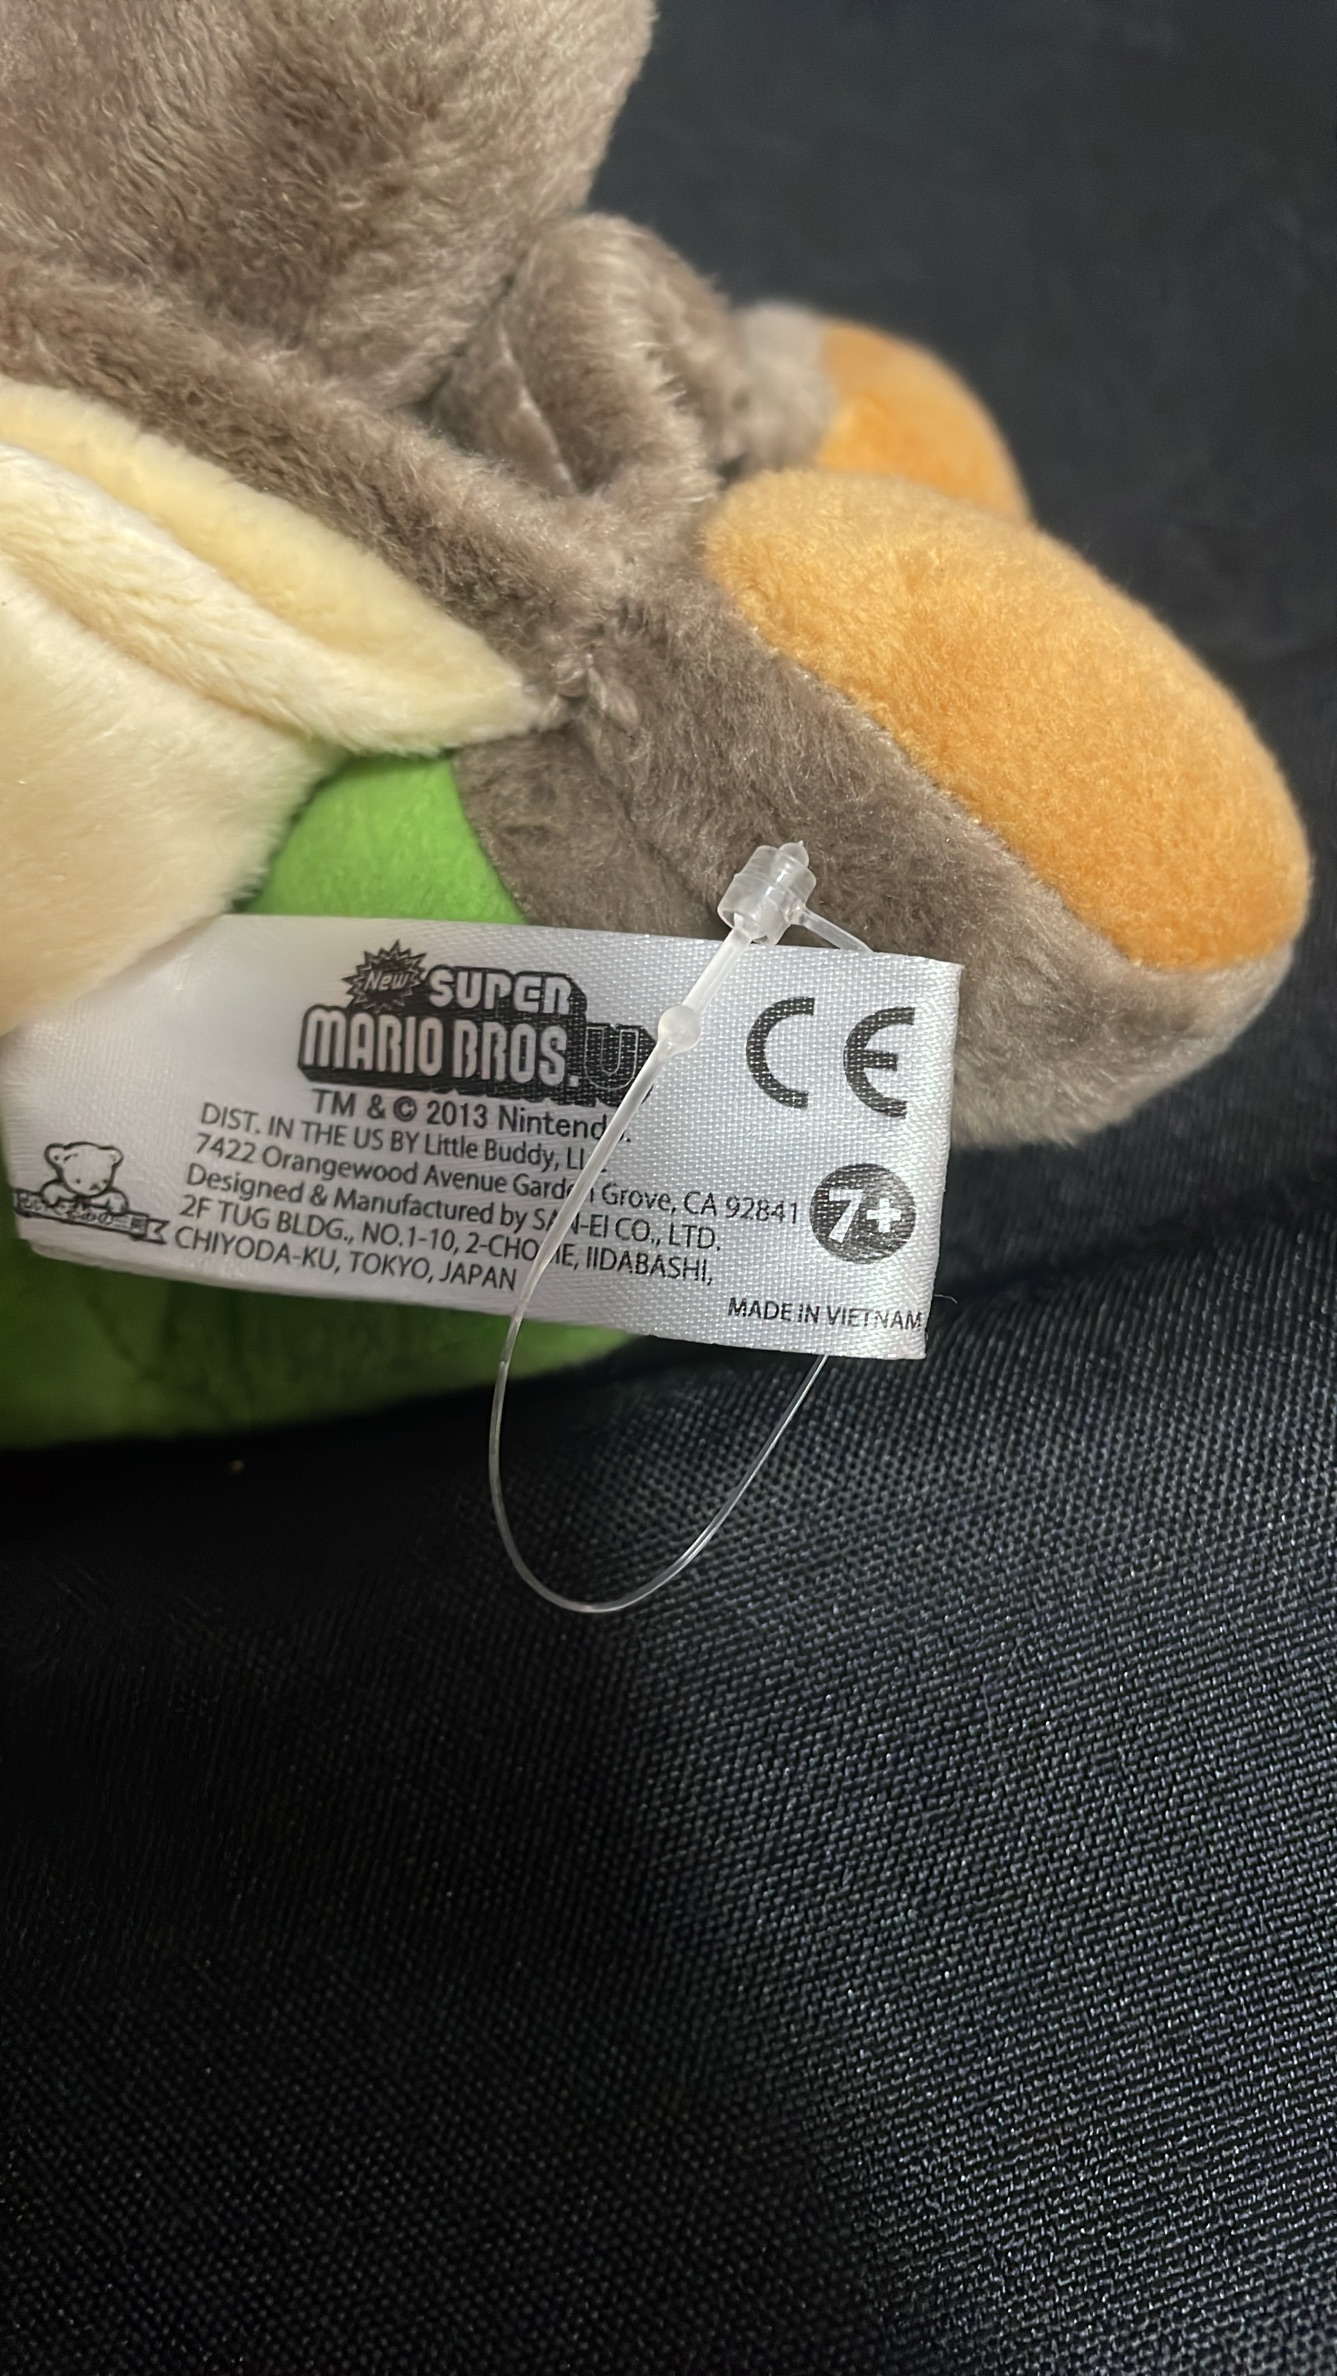 New SUPER
MARIO BROS. U
TM & © 2013 Nintendo.
DIST. IN THE US BY Little Buddy, LLC
7422 Orangewood Avenue Garden Grove, CA 92841
Designed & Manufactured by SAN-EI CO., LTD.
2F TUG BLDG., NO.1-10, 2-CHOME, IIDABASHI,
CHIYODA-KU, TOKYO, JAPAN
CE
7+
MADE IN VIETNAM